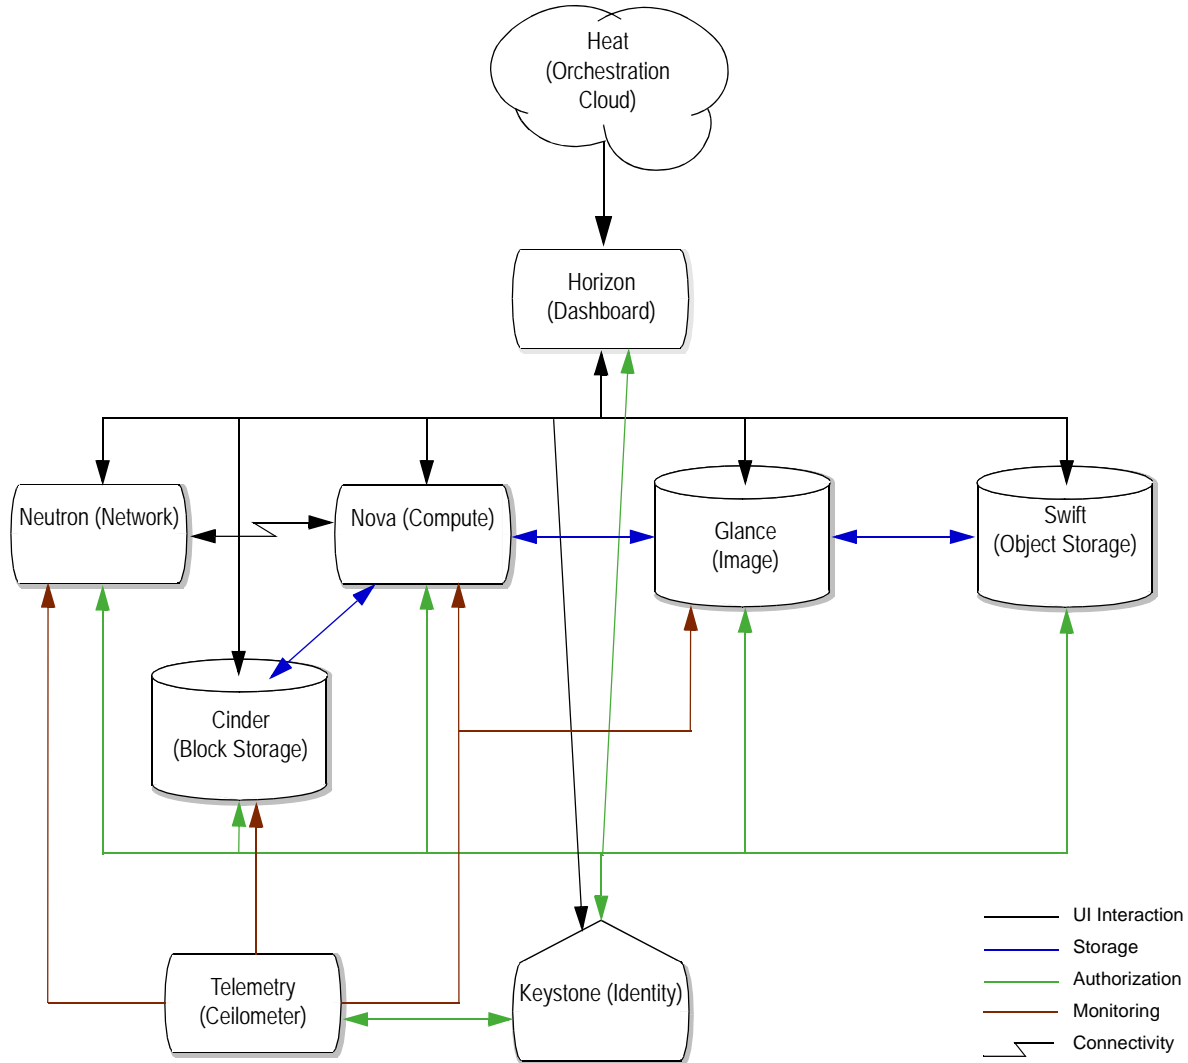 Heat
(Orchestration
Cloud)
Horizon
(Dashboard)
Neutron (Network)
Nova (Compute)
Glance
(Image)
Swift
(Object Storage)
Cinder
(Block Storage)
Telemetry
(Ceilometer)
Keystone (Identity)
UI Interaction
Storage
Authorization
Monitoring
Connectivity